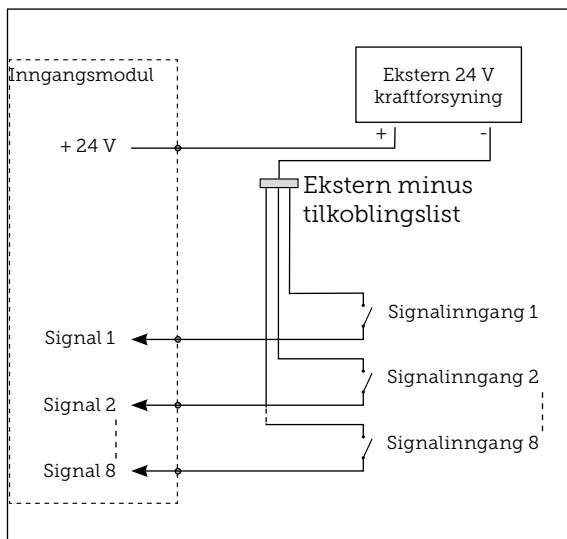 Inngangsmodul
Ekstern 24 V
kraftforsyning
+ -
+ 24 V
Ekstern minus
tilkoblingslist
Signalinngang 1
Signal 1
Signalinngang 2
Signal 2
Signalinngang 8
Signal 8